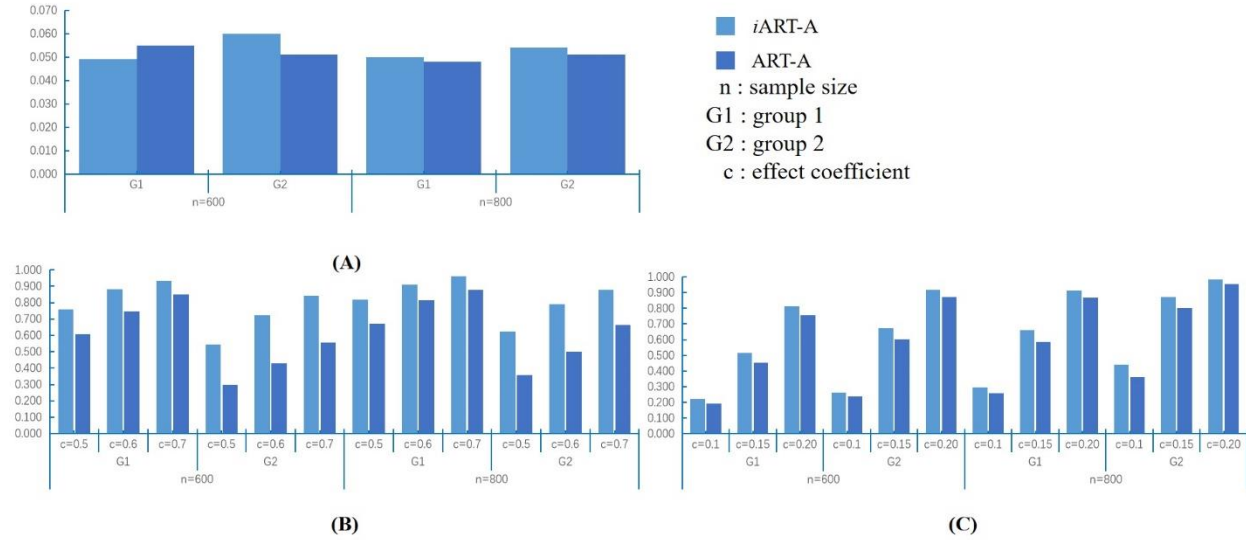 0.070
0.060
0.050
0.040
0.030
0.020
0.010
0.000
G1 G2 G1 G2
n=600 n=800
iART-A
ART-A
n : sample size
G1 : group 1
G2 : group 2
c : effect coefficient
(A)
1.000
0.900
0.800
0.700
0.600
0.500
0.400
0.300
0.200
0.100
0.000
c=0.5 c=0.6 c=0.7 c=0.5 c=0.6 c=0.7 c=0.5 c=0.6 c=0.7 c=0.5 c=0.6 c=0.7
G1 G2 G1 G2
n=600 n=800
(B)
1.000
0.900
0.800
0.700
0.600
0.500
0.400
0.300
0.200
0.100
0.000
c=0.1 c=0.15 c=0.20 c=0.1 c=0.15 c=0.20 c=0.1 c=0.15 c=0.20 c=0.1 c=0.15 c=0.20
G1 G2 G1 G2
n=600 n=800
(C)